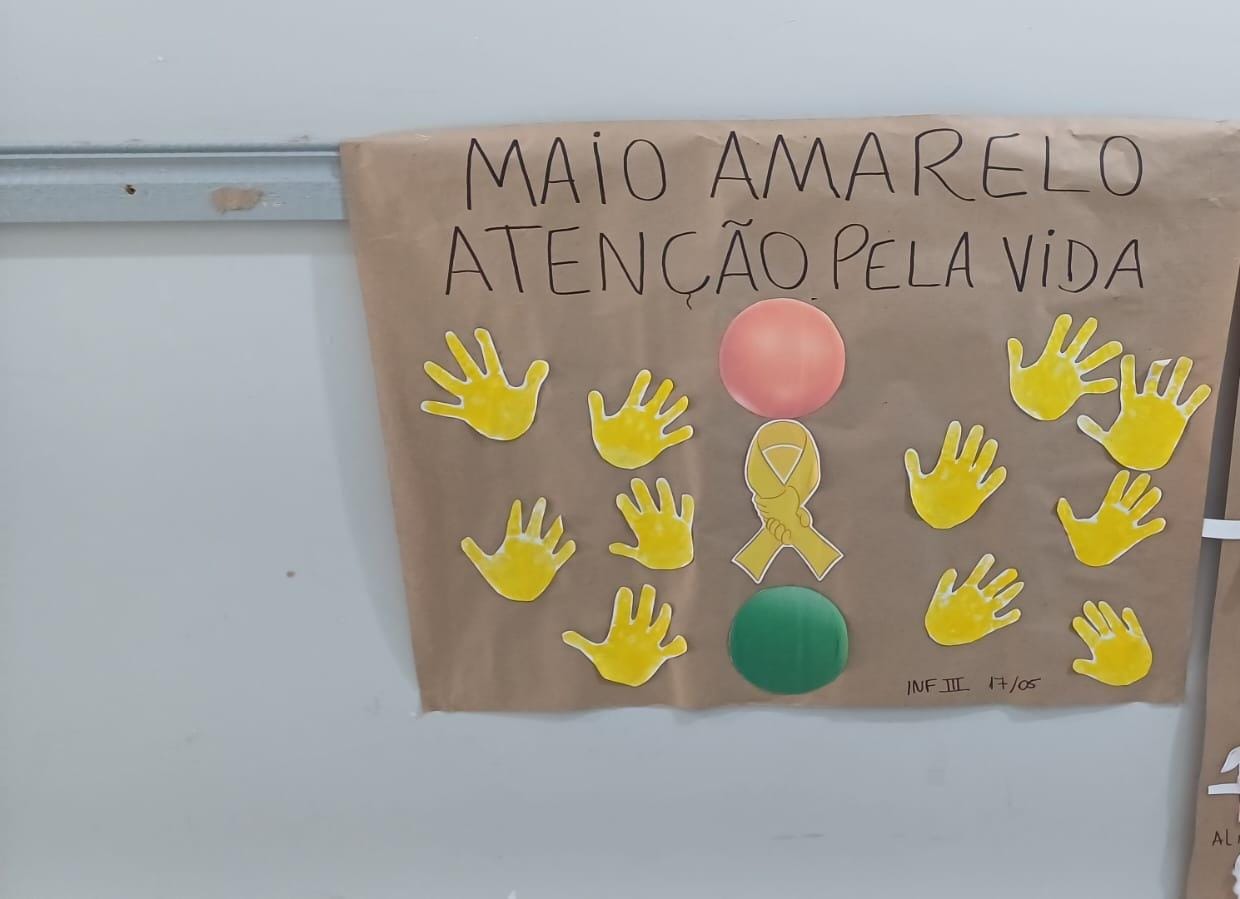 MAiO AMARELO
ATENÇÃO PELA ViDA
INF III 17/05